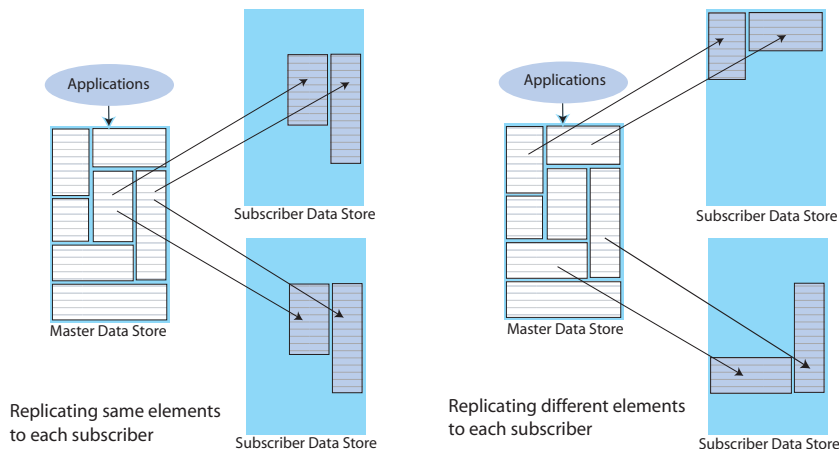 Applications
Subscriber Data Store
Master Data Store
Subscriber Data Store
Replicating same elements
to each subscriber
Applications
Subscriber Data Store
Master Data Store
Subscriber Data Store
Replicating different elements
to each subscriber